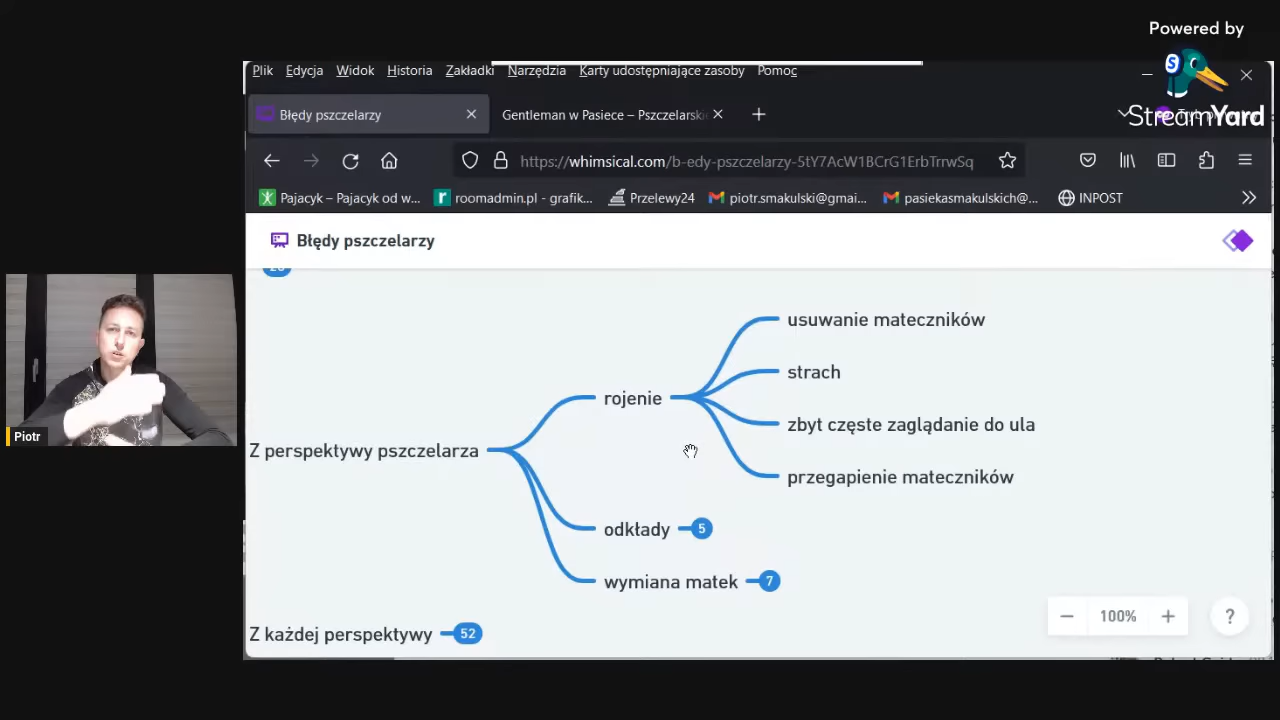 Powered by
StreamYard
Plik Edycja Widok Historia Zakładki Narzędzia Karty udostępniające zasoby Pomoc
Błędy pszczelarzy
Gentleman w Pasiece – Pszczelarski
https://whimsical.com/b-edy-pszczelarzy-5tY7AcW1BCrG1ErbTrrwSq
Pajacyk – Pajacyk od w...
roomadmin.pl - grafik...
Przelewy24
piotr.smakulski@gmai...
pasiekasmakulskich@...
INPOST
Błędy pszczelarzy
usuwanie mateczników
strach
rojenie
zbyt częste zaglądanie do ula
Z perspektywy pszczelarza
przegapienie mateczników
odkłady 5
wymiana matek 7
Z każdej perspektywy 52
100%
?
Piotr